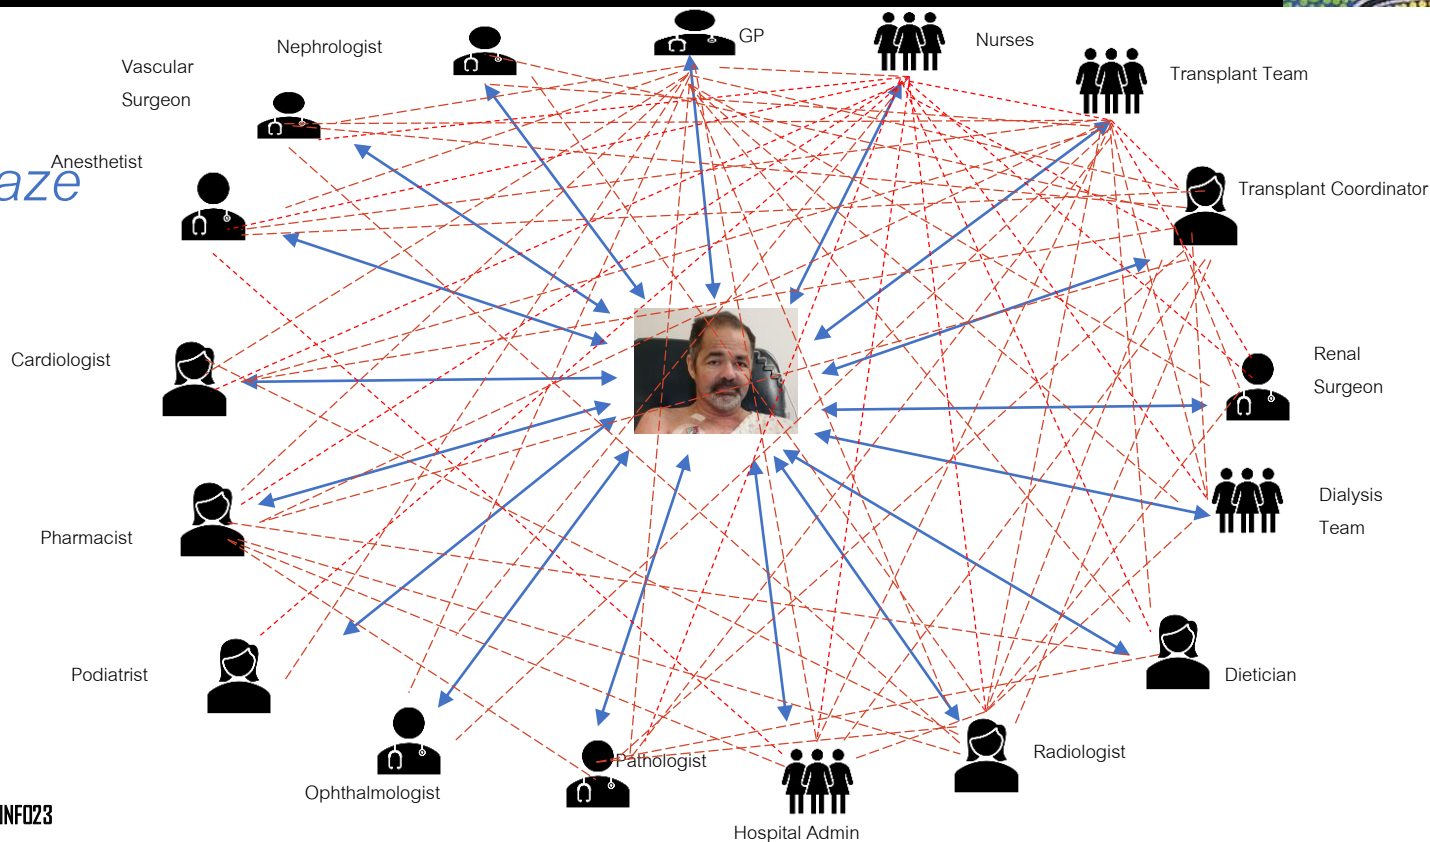 GP
Nurses
Nephrologist
Vascular
Surgeon
Transplant Team
Anesthetist
aze
Transplant Coordinator
Cardiologist
Renal
Surgeon
Dialysis
Team
Pharmacist
Podiatrist
Dietician
Pathologist
Radiologist
Ophthalmologist
INFO23
Hospital Admin